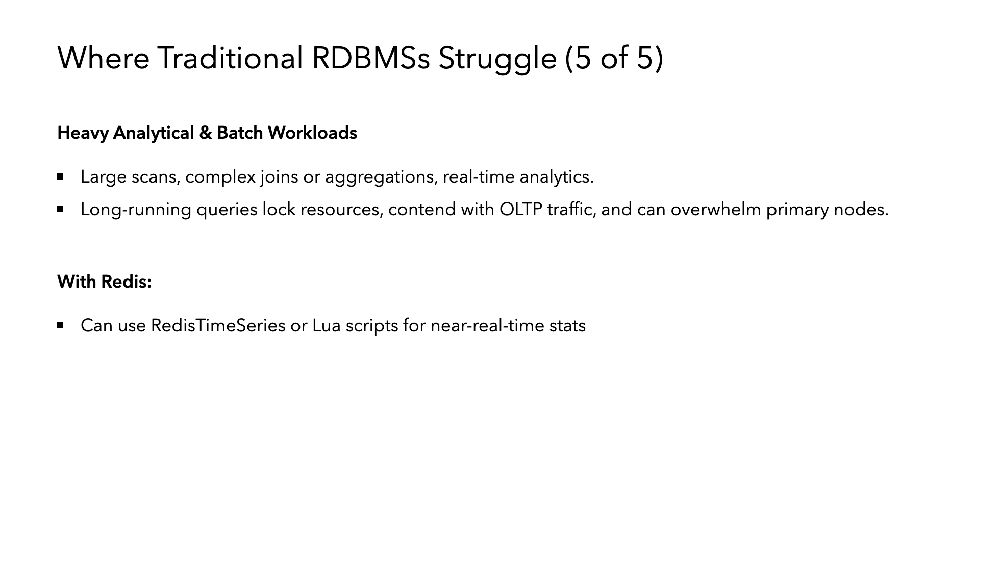 Where Traditional RDBMSs Struggle (5 of 5)
Heavy Analytical & Batch Workloads
▪ Large scans, complex joins or aggregations, real-time analytics.
▪ Long-running queries lock resources, contend with OLTP traffic, and can overwhelm primary nodes.
With Redis:
▪ Can use RedisTimeSeries or Lua scripts for near-real-time stats